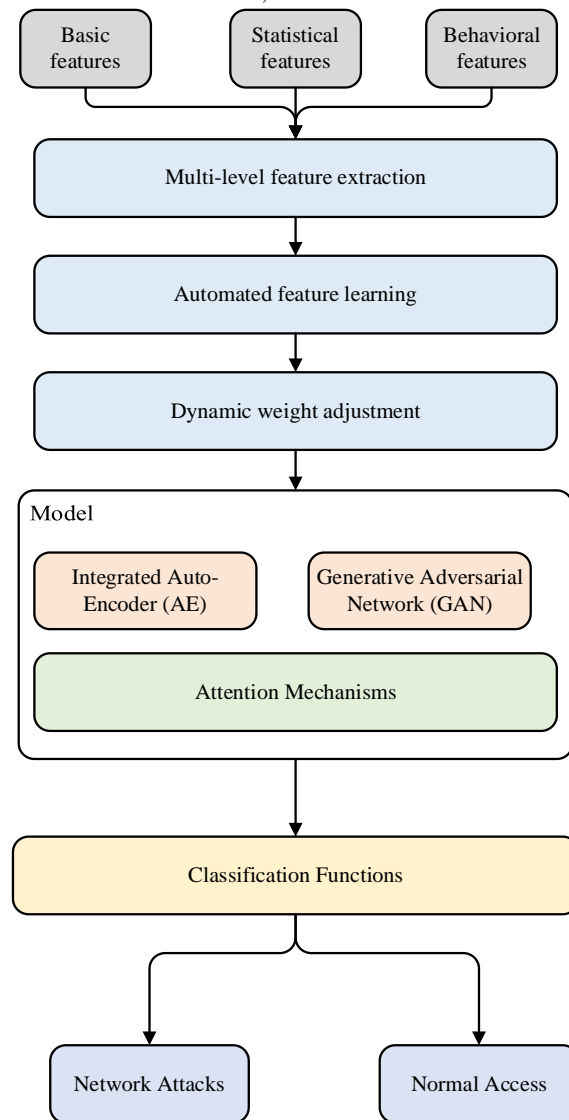 Basic
features
Statistical
features
Behavioral
features
Multi-level feature extraction
Automated feature learning
Dynamic weight adjustment
Model
Integrated Auto-
Encoder (AE)
Generative Adversarial
Network (GAN)
Attention Mechanisms
Classification Functions
Network Attacks
Normal Access